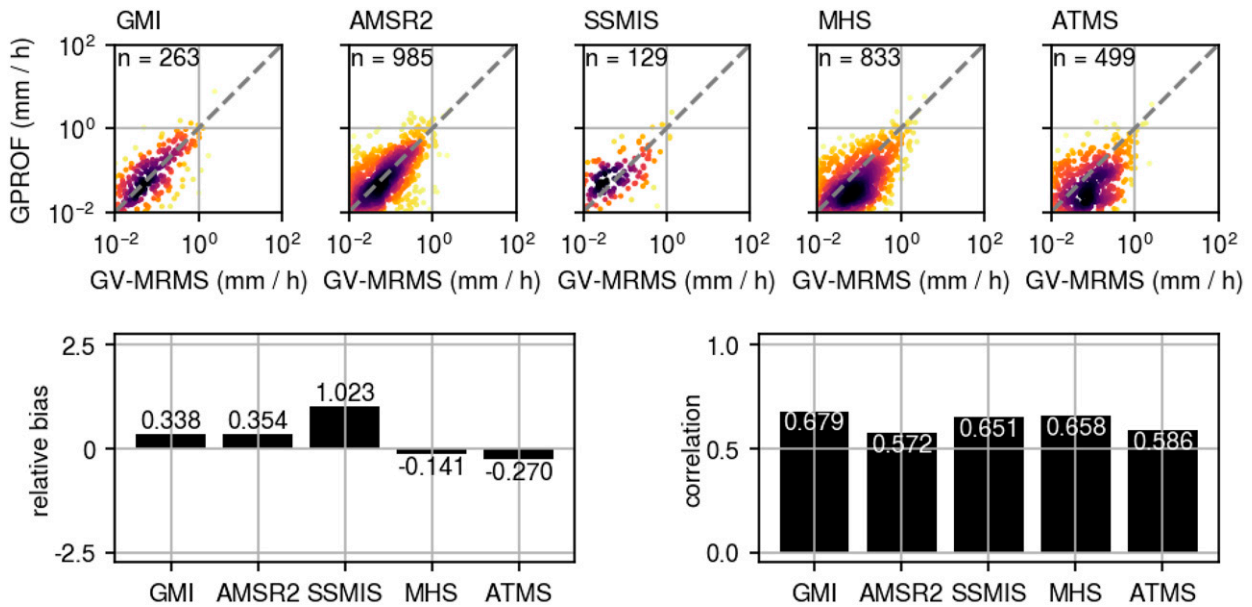 GMI AMSR2 SSMIS MHS ATMS
10² n = 263 n = 985 n = 129 n = 833 n = 499
GPROF (mm / h)
10⁰
10⁻²
10⁻² 10⁰ 10² 10⁻² 10⁰ 10² 10⁻² 10⁰ 10² 10⁻² 10⁰ 10² 10⁻² 10⁰ 10²
GV-MRMS (mm / h) GV-MRMS (mm / h) GV-MRMS (mm / h) GV-MRMS (mm / h) GV-MRMS (mm / h)
relative bias
2.5
0
-2.5
0.338 0.354 1.023 -0.141 -0.270
GMI AMSR2 SSMIS MHS ATMS
correlation
1.0
0.5
0.0
0.679 0.572 0.651 0.658 0.586
GMI AMSR2 SSMIS MHS ATMS